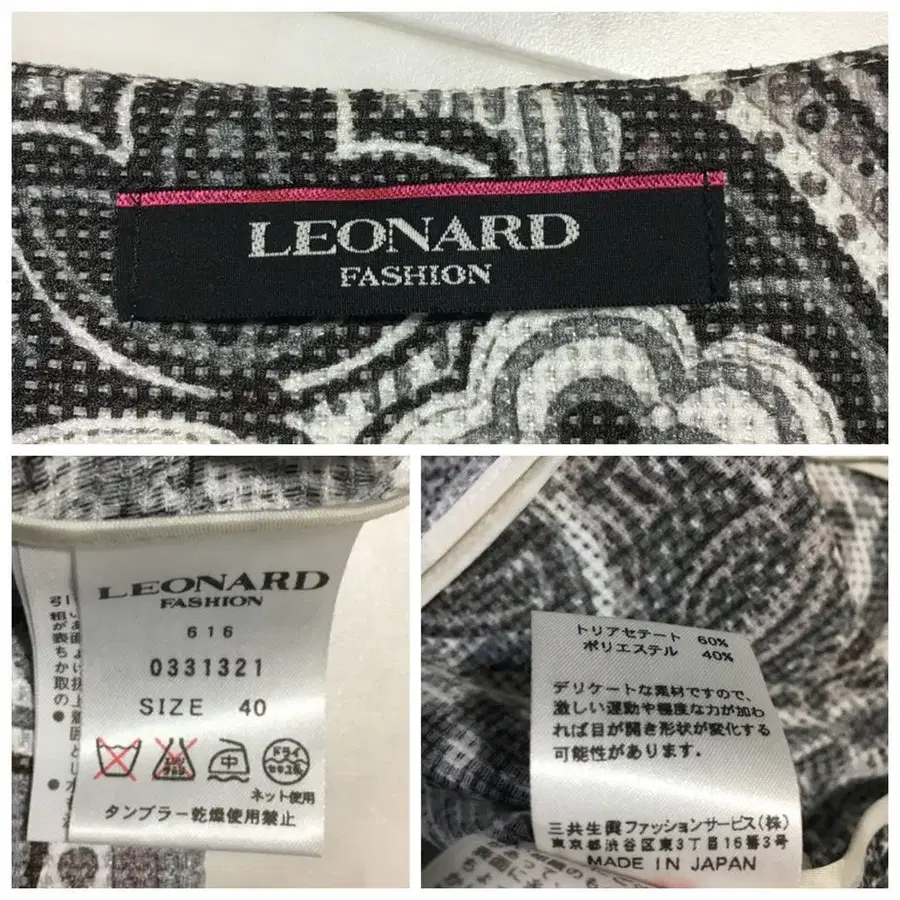 LEONARD
FASHION
LEONARD
FASHION
616
0331321
SIZE 40
中
ドライ
セキユ系
ネット使用
タンブラー乾燥使用禁止
トリアセテート 60%
ポリエステル 40%
デリケートな素材ですので、
激しい運動や極度な力が加わ
れば目が開き形状が変化する
可能性があります。
三共生興ファッションサービス(株)
東京都渋谷区東3丁目16番3号
MADE IN JAPAN